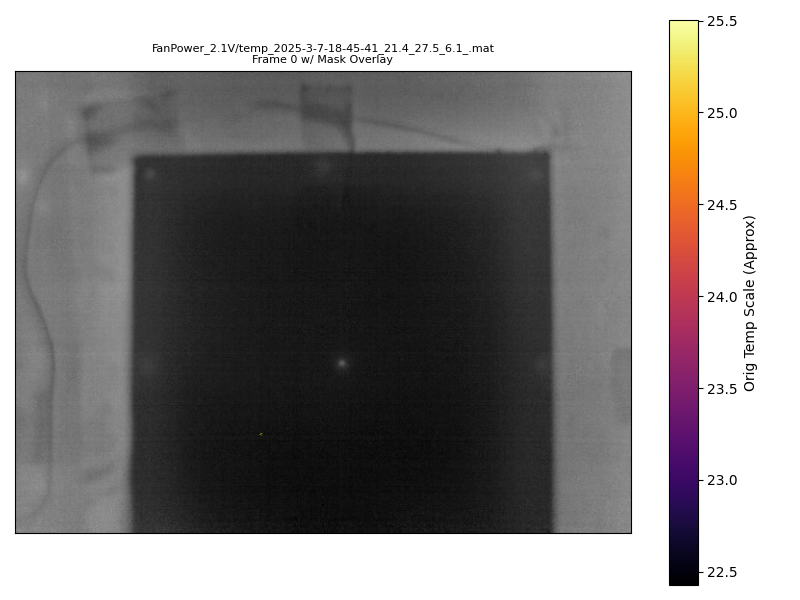 FanPower_2.1V/temp_2025-3-7-18-45-41_21.4_27.5_6.1_.mat
Frame 0 w/ Mask Overlay
25.5
25.0
24.5
24.0
23.5
23.0
22.5
Orig Temp Scale (Approx)